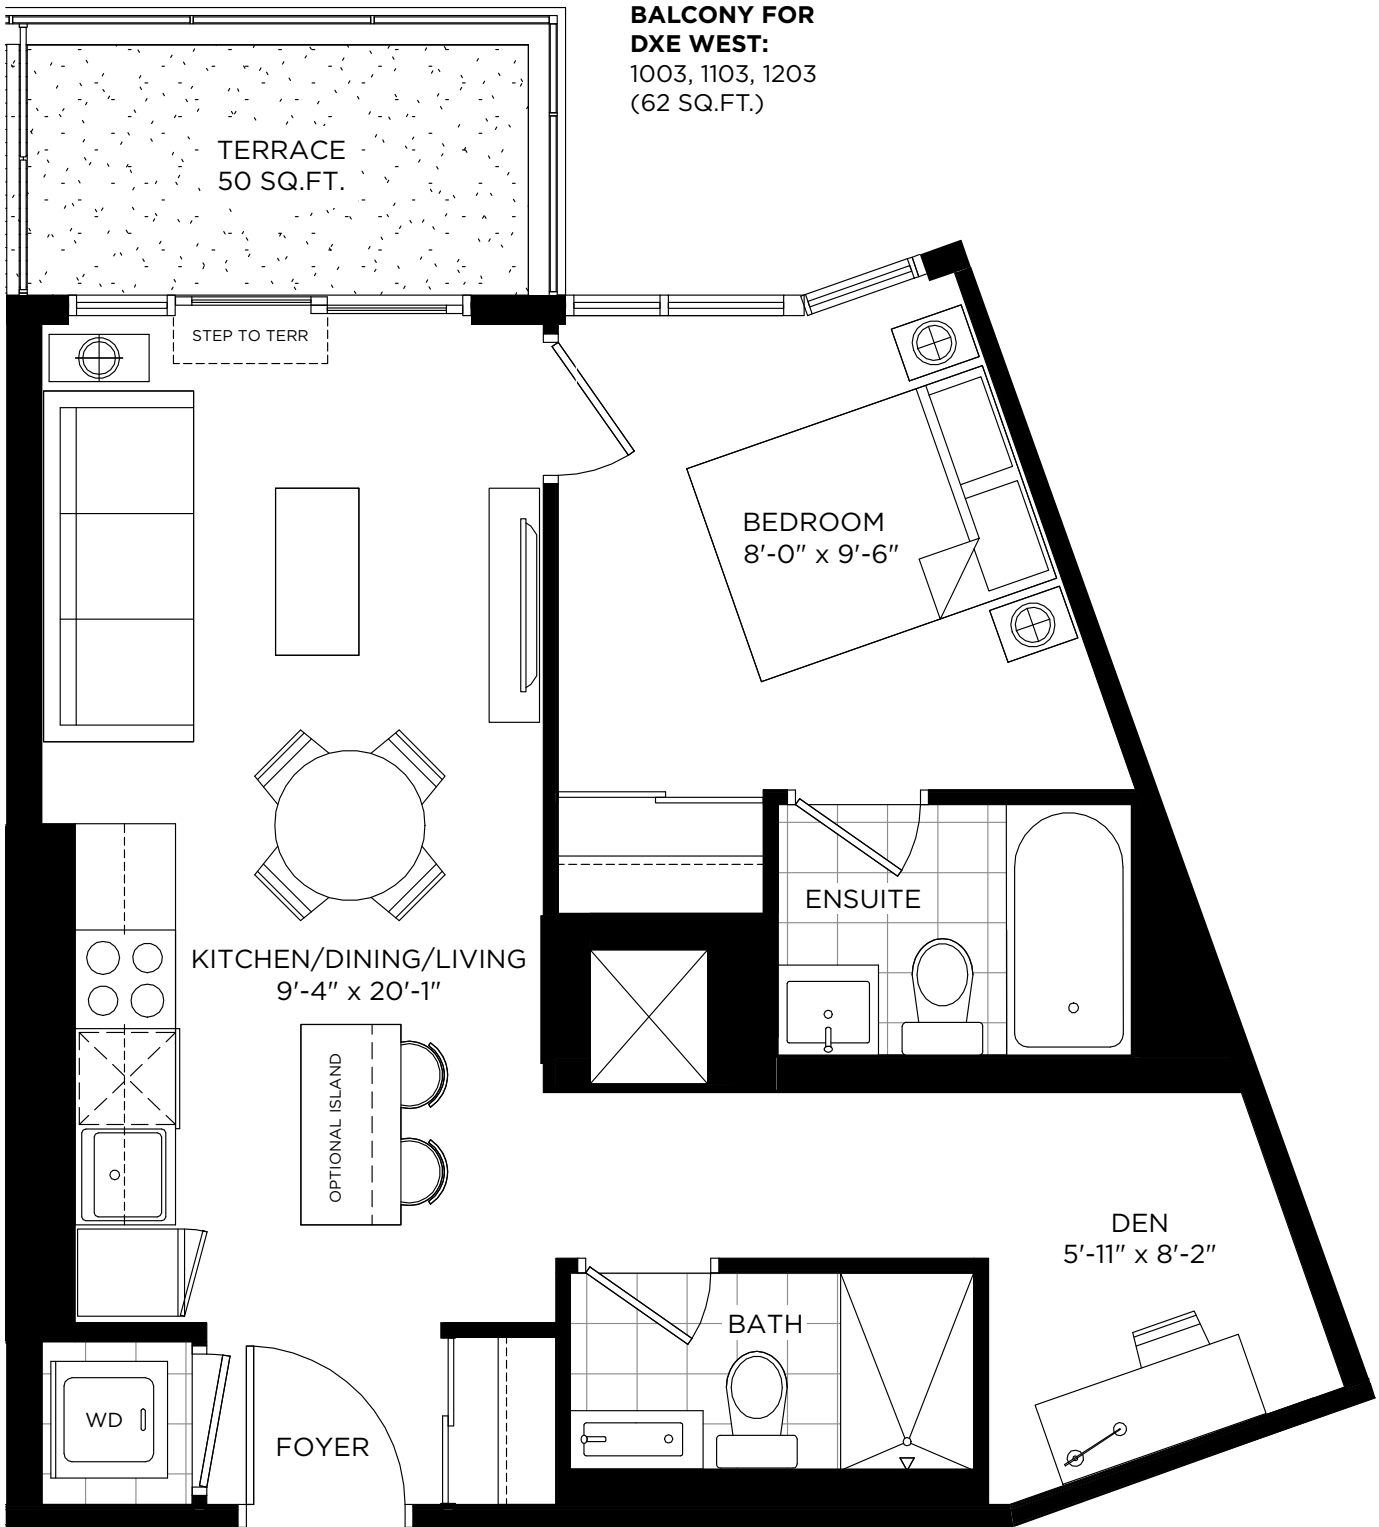 BALCONY FOR
DXE WEST:
1003, 1103, 1203
(62 SQ.FT.)
TERRACE
50 SQ.FT.
STEP TO TERR
BEDROOM
8'-0" x 9'-6"
ENSUITE
KITCHEN/DINING/LIVING
9'-4" x 20'-1"
OPTIONAL ISLAND
DEN
5'-11" x 8'-2"
BATH
WD
FOYER